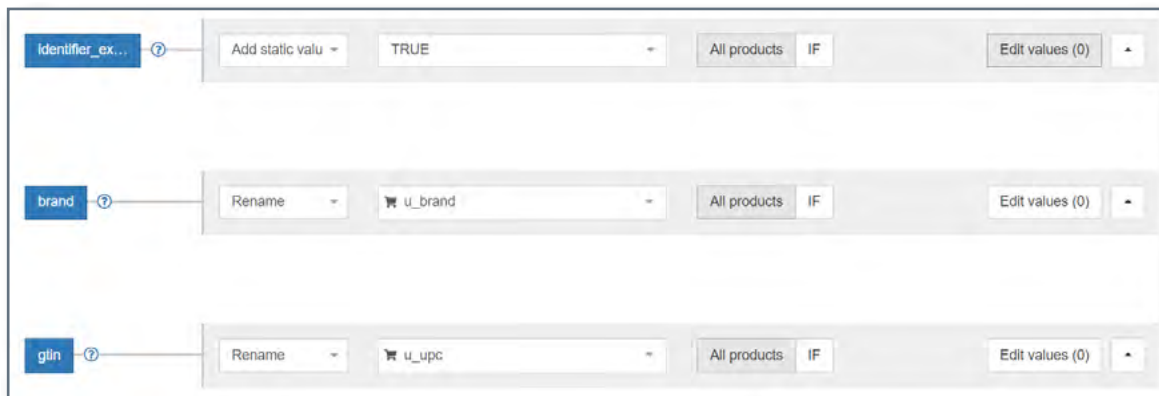 identifier_ex... ? Add static valu TRUE All products IF Edit values (0)
brand ? Rename u_brand All products IF Edit values (0)
gtin ? Rename u_upc All products IF Edit values (0)